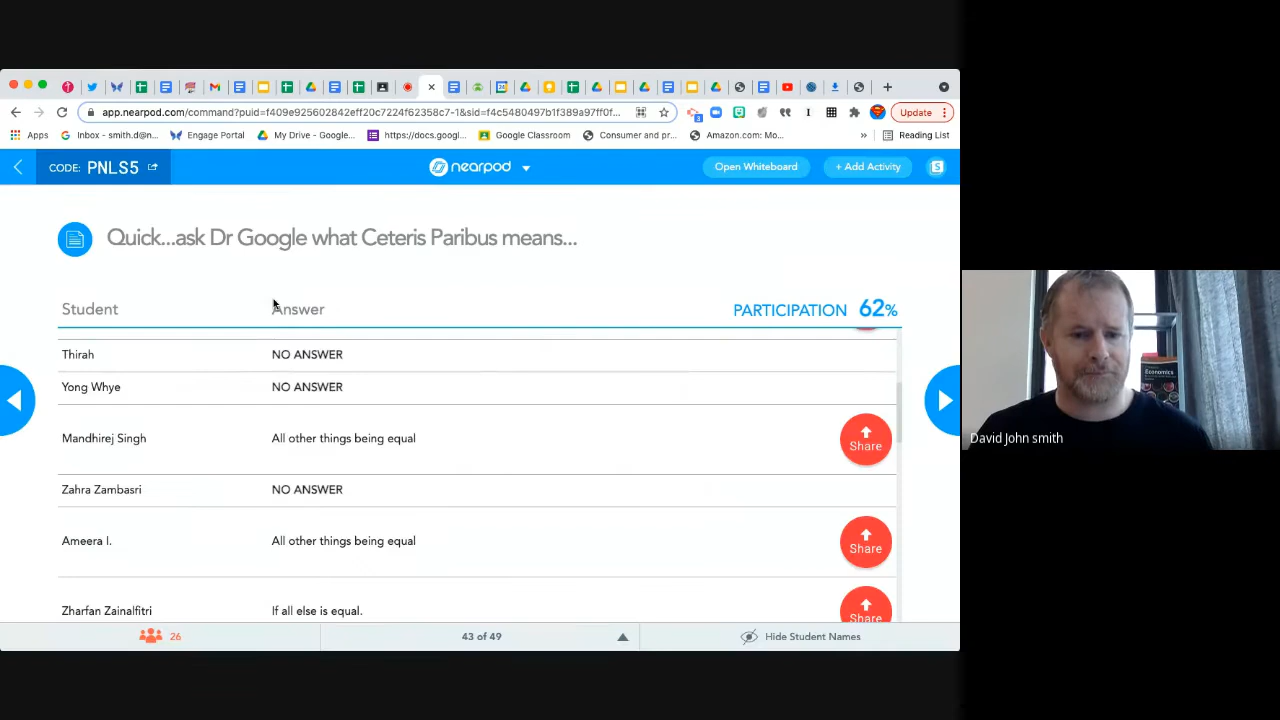 app.nearpod.com/command?puid=f409e925602842eff20c7224f62358c7-1&sid=f4c5480497b1f389a97ff0f...
Update
Apps
Inbox - smith.d@n...
Engage Portal
My Drive - Google...
https://docs.googl...
Google Classroom
Consumer and pr...
Amazon.com: Mo...
»
Reading List
CODE: PNLS5
nearpod
Open Whiteboard
+ Add Activity
S
Quick...ask Dr Google what Ceteris Paribus means...
Student Answer PARTICIPATION 62%
Thirah NO ANSWER
Yong Whye NO ANSWER
Mandhirej Singh All other things being equal Share
Zahra Zambasri NO ANSWER
Ameera I. All other things being equal Share
Zharfan Zainalfitri If all else is equal. Share
26 43 of 49 Hide Student Names
Economics
David John smith